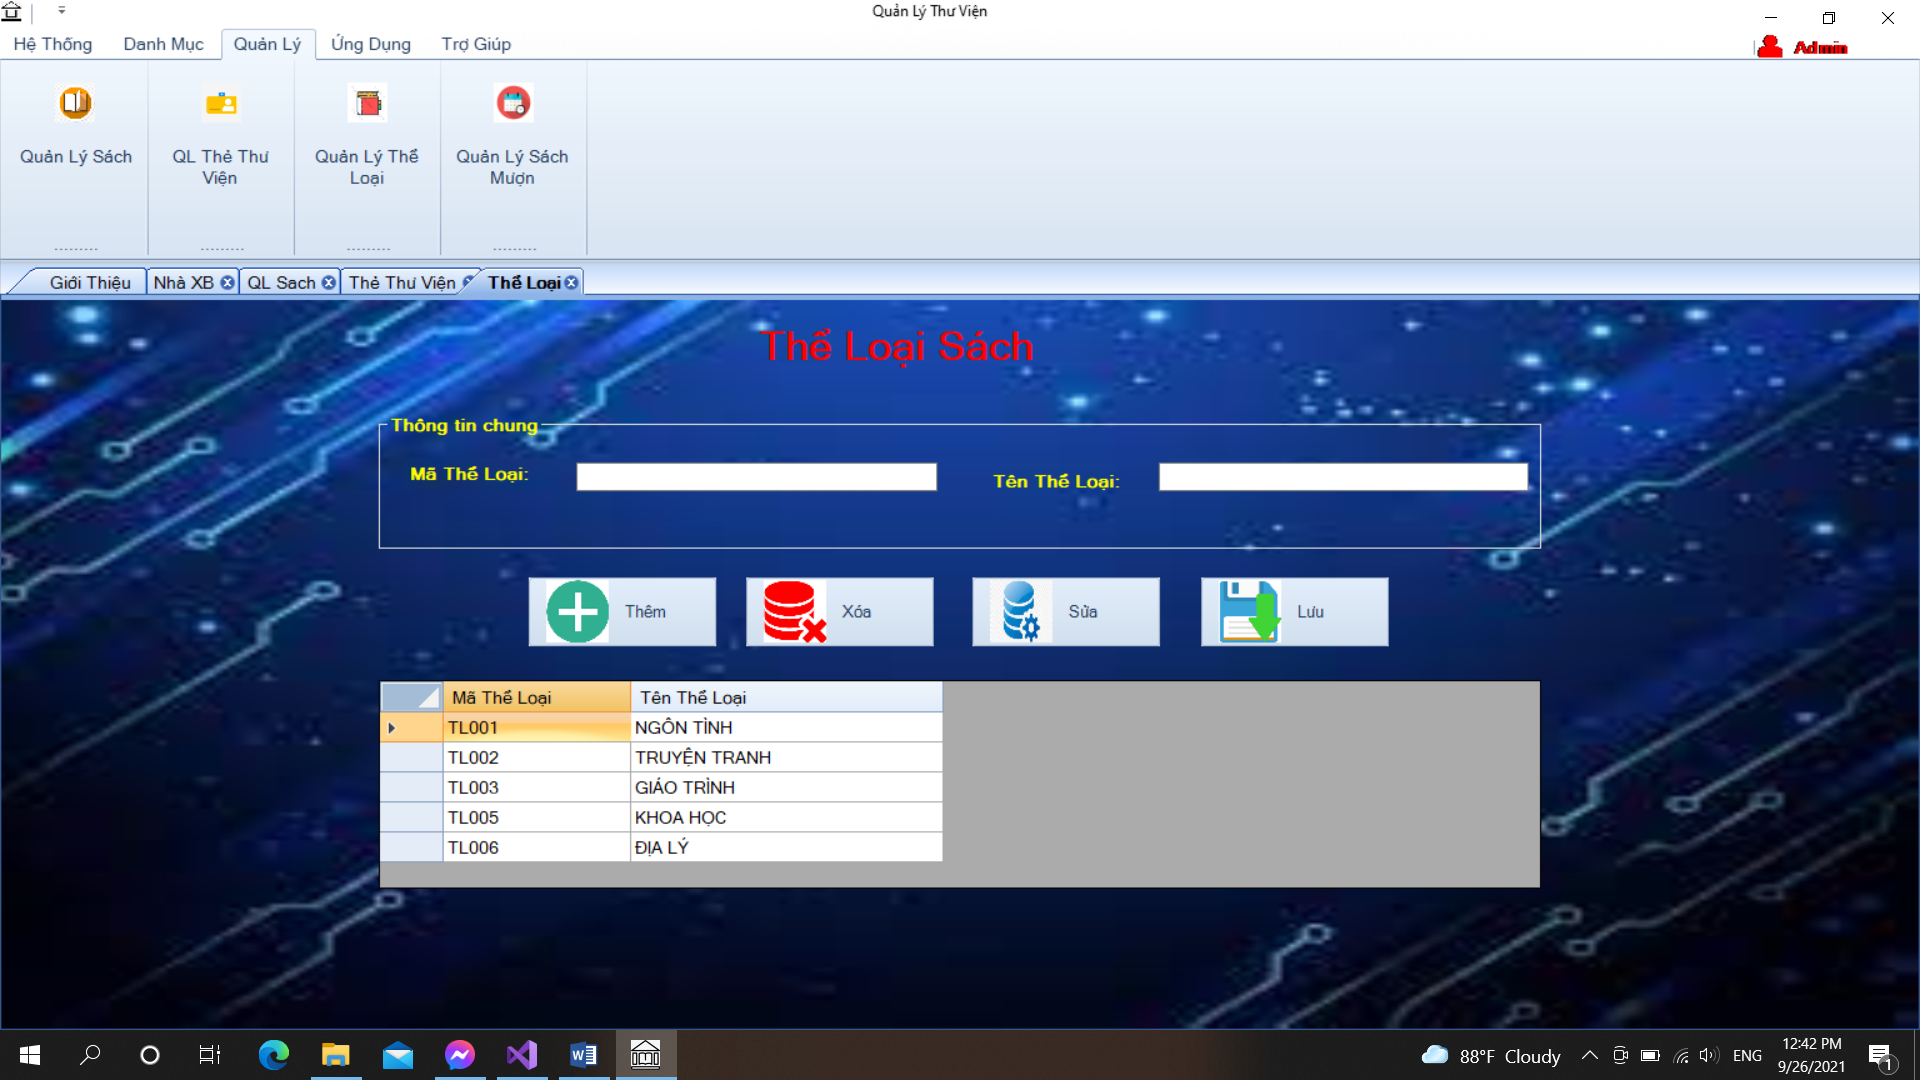 Quản Lý Thư Viện
Hệ Thống Danh Mục Quản Lý Ứng Dụng Trợ Giúp
Admin
Quản Lý Sách
QL Thẻ Thư
Viện
Quản Lý Thể
Loại
Quản Lý Sách
Mượn
Giới Thiệu Nhà XB QL Sach Thẻ Thư Viện Thể Loại
Thể Loại Sách
Thông tin chung
Mã Thể Loại: Tên Thể Loại:
Thêm Xóa Sửa Lưu
Mã Thể Loại Tên Thể Loại
TL001 NGÔN TÌNH
TL002 TRUYỆN TRANH
TL003 GIÁO TRÌNH
TL005 KHOA HỌC
TL006 ĐỊA LÝ
88°F Cloudy ENG
12:42 PM
9/26/2021
1